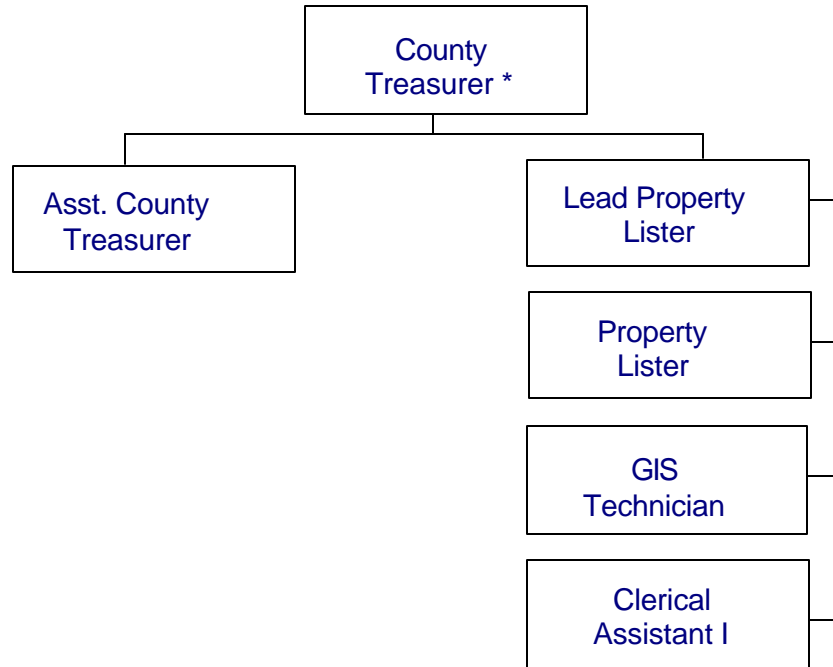 County
Treasurer *
Asst. County
Treasurer
Lead Property
Lister
Property
Lister
GIS
Technician
Clerical
Assistant I